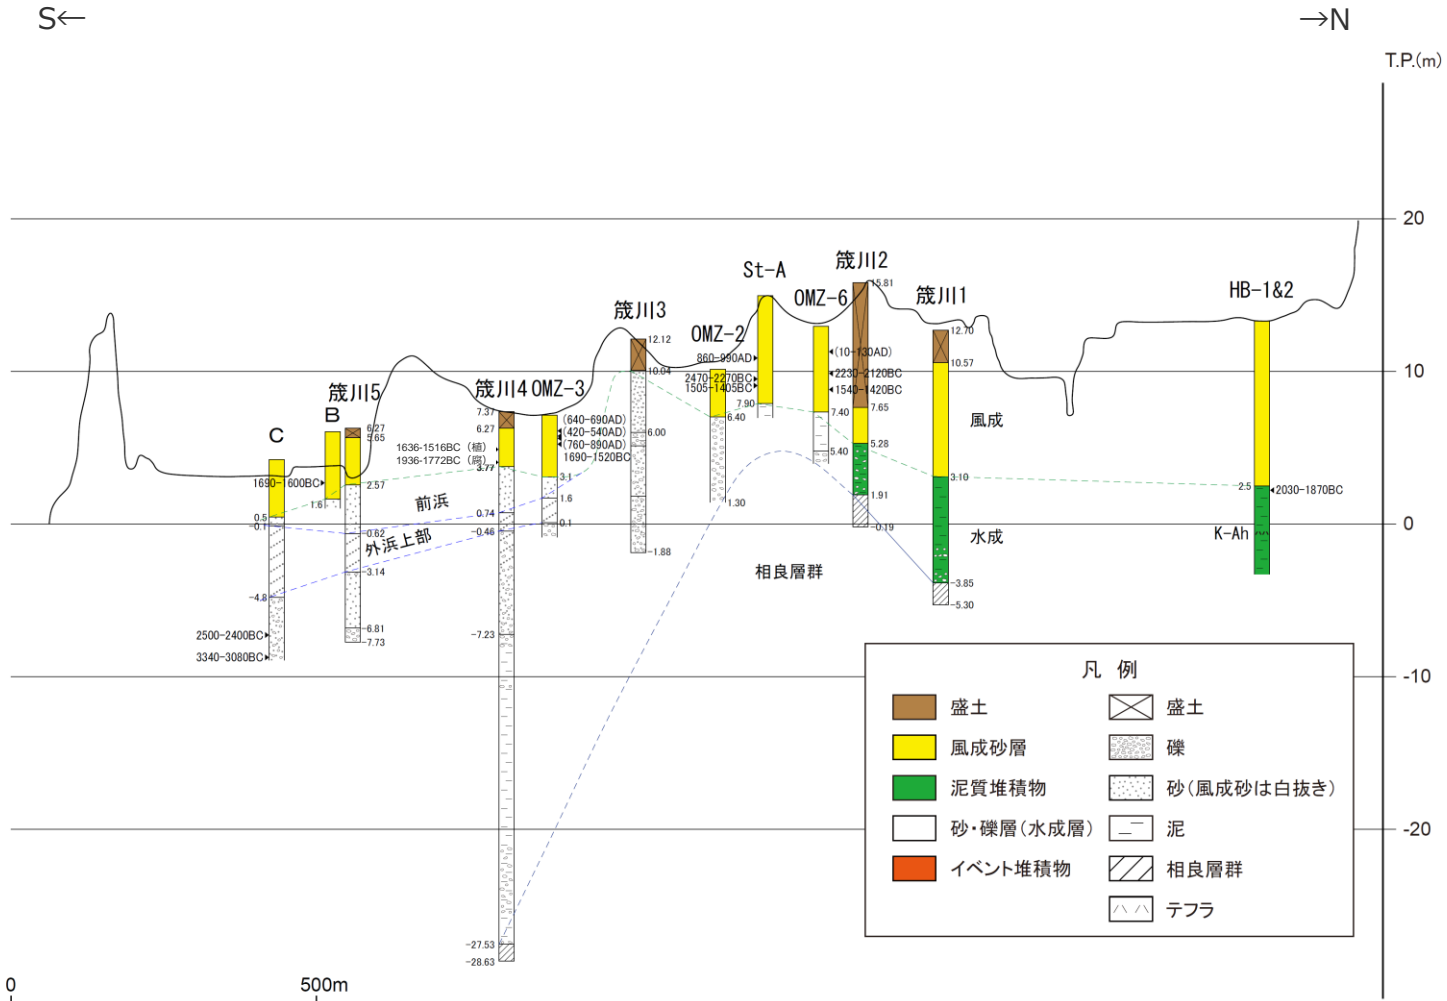 S←
→N
T.P.(m)
20
10
0
-10
-20
C
0.5
-0.1
-4.8
2500-2400BC
3340-3080BC
B
1690-1600BC
1.6
筬川5
6.27
5.65
2.57
-0.62
-3.14
-6.81
-7.73
前浜
外浜上部
筬川4
7.37
6.27
1636-1516BC (植)
1936-1772BC (腐)
3.77
0.74
-0.46
-7.23
-27.53
-28.63
OMZ-3
(640-690AD)
(420-540AD)
(760-890AD)
1690-1520BC
3.1
1.6
0.1
筬川3
12.12
10.04
6.00
-1.88
OMZ-2
6.40
1.30
St-A
860-990AD
2470-2270BC
1505-1405BC
7.90
OMZ-6
(10-130AD)
2230-2120BC
1540-1420BC
7.40
5.40
筬川2
15.81
7.65
5.28
1.91
-0.19
筬川1
12.70
10.57
3.10
-3.85
-5.30
風成
水成
相良層群
HB-1&2
2.5
2030-1870BC
K-Ah
凡 例
盛土
盛土
風成砂層
礫
泥質堆積物
砂(風成砂は白抜き)
砂・礫層(水成層)
泥
イベント堆積物
相良層群
テフラ
0
500m